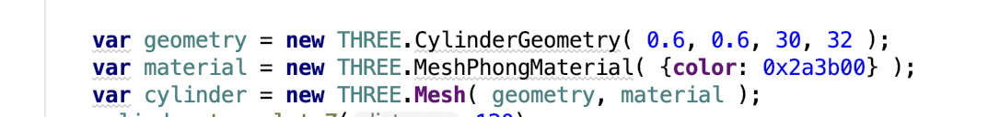 var geometry = new THREE.CylinderGeometry( 0.6, 0.6, 30, 32 );
var material = new THREE.MeshPhongMaterial( {color: 0x2a3b00} );
var cylinder = new THREE.Mesh( geometry, material );